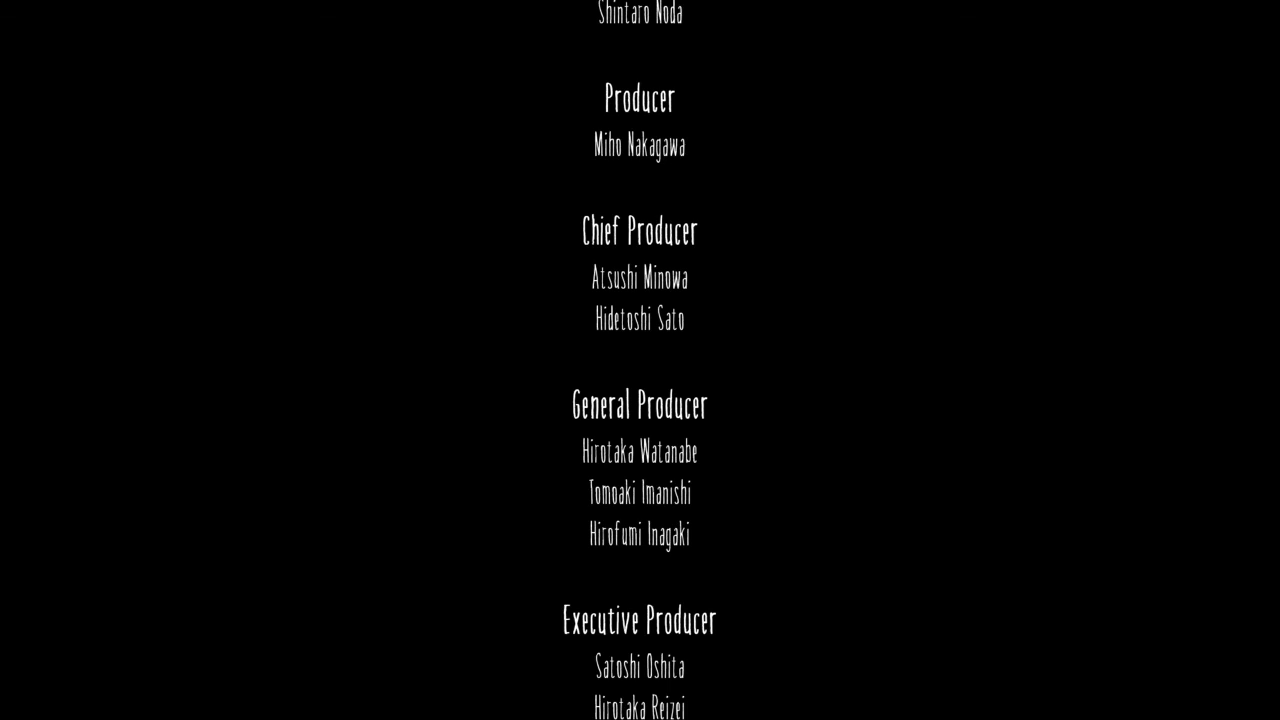 Shintaro Noda
Producer
Miho Nakagawa
Chief Producer
Atsushi Minowa
Hidetoshi Sato
General Producer
Hirotaka Watanabe
Tomoaki Imanishi
Hirofumi Inagaki
Executive Producer
Satoshi Oshita
Hirotaka Reizei